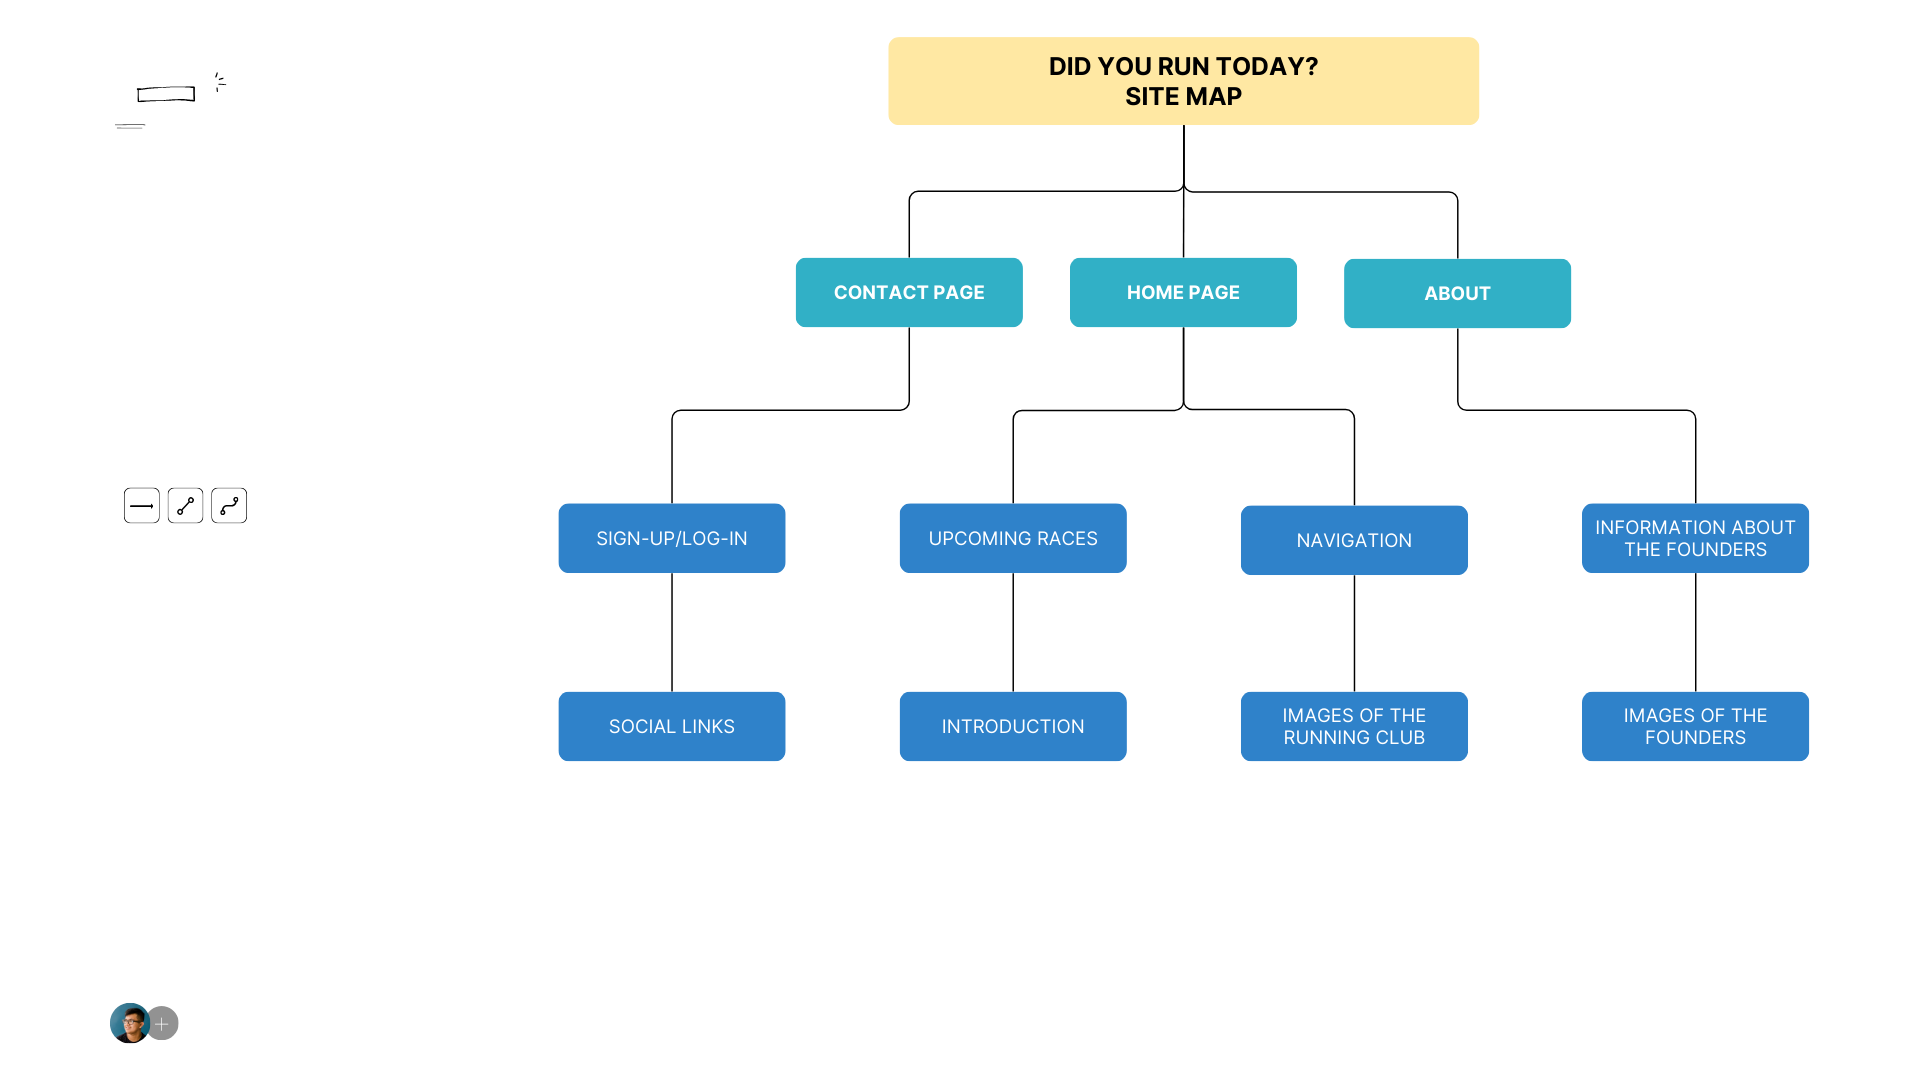 DID YOU RUN TODAY?
SITE MAP
CONTACT PAGE
HOME PAGE
ABOUT
SIGN-UP/LOG-IN
UPCOMING RACES
NAVIGATION
INFORMATION ABOUT
THE FOUNDERS
SOCIAL LINKS
INTRODUCTION
IMAGES OF THE
RUNNING CLUB
IMAGES OF THE
FOUNDERS